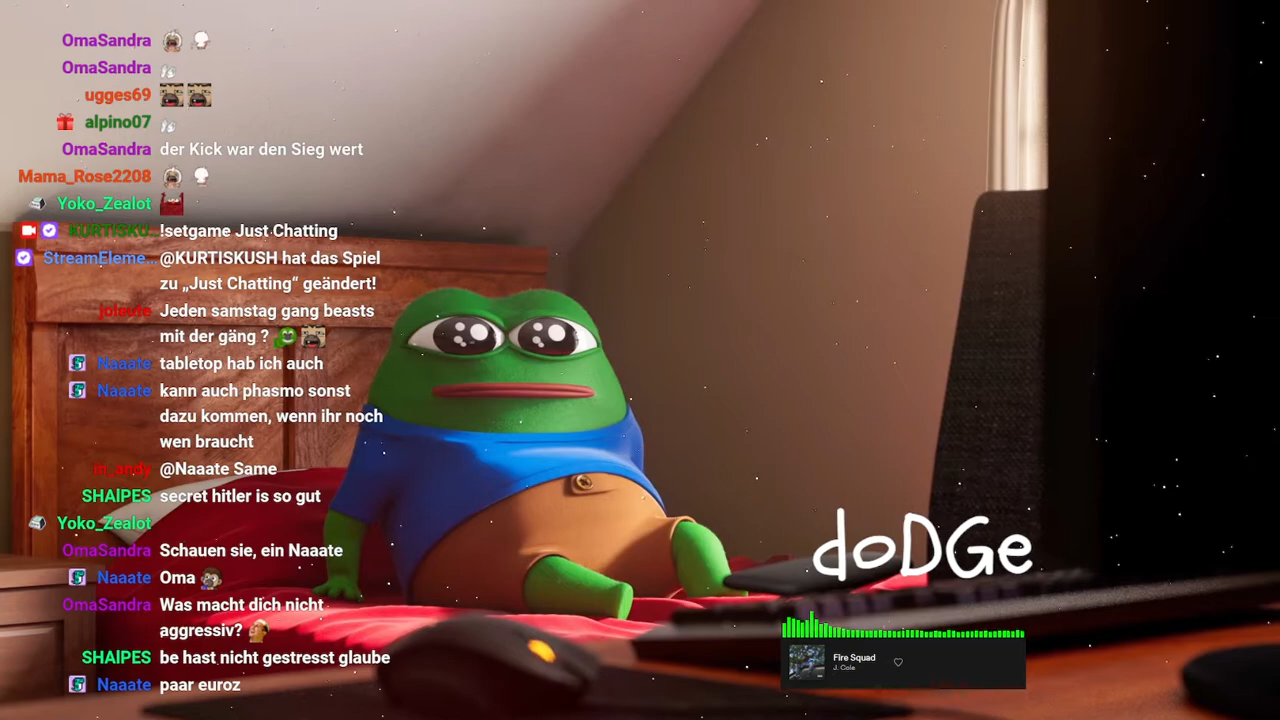 OmaSandra
OmaSandra
ugges69
alpino07
OmaSandra der Kick war den Sieg wert
Mama_Rose2208
Yoko_Zealot
KURTISKU... !setgame Just Chatting
StreamEleme... @KURTISKUSH hat das Spiel
zu „Just Chatting“ geändert!
joleute Jeden samstag gang beasts
mit der gäng ?
Naaate tabletop hab ich auch
Naaate kann auch phasmo sonst
dazu kommen, wenn ihr noch
wen braucht
m_andy @Naaate Same
SHAIPES secret hitler is so gut
Yoko_Zealot
OmaSandra Schauen sie, ein Naaate
Naaate Oma
OmaSandra Was macht dich nicht
aggressiv?
SHAIPES be hast nicht gestresst glaube
Naaate paar euroz
doDGe
Fire Squad
J. Cole